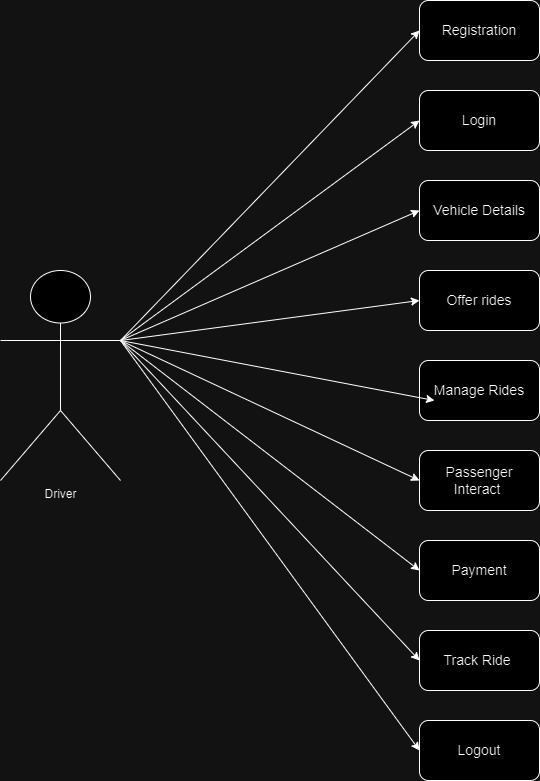 Registration
Login
Vehicle Details
Offer rides
Manage Rides
Passenger
Interact
Driver
Payment
Track Ride
Logout